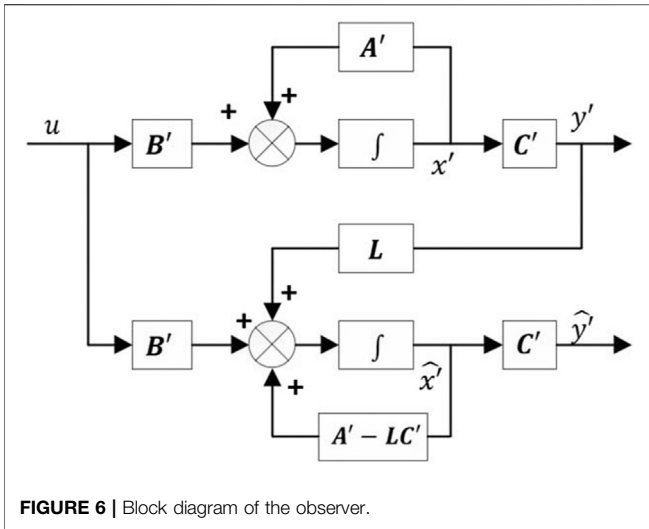 A′
+
+
u
B′
∫
x′
C′
y′
L
+
+
B′
∫
x̂′
C′
ŷ′
+
A′ − LC′
FIGURE 6 | Block diagram of the observer.